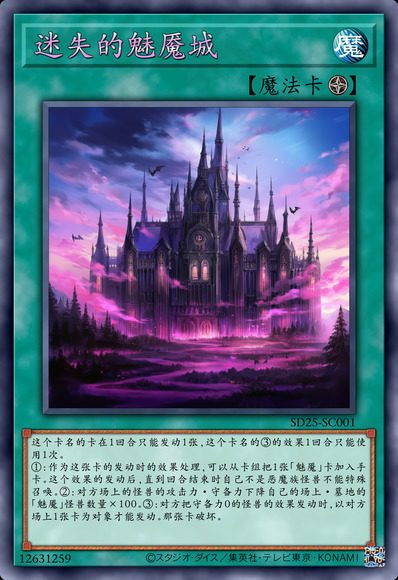 迷失的魅魇城
魔
【魔法卡】
SD25-SC001
这个卡名的卡在1回合只能发动1张,这个卡名的③的效果1回合只能使
用1次。
①:作为这张卡的发动时的效果处理,可以从卡组把1张「魅魇」卡加入手
卡。这个效果的发动后,直到回合结束时自己不是恶魔族怪兽不能特殊
召唤。②:对方场上的怪兽的攻击力・守备力下降自己的场上・墓地的
「魅魇」怪兽数量×100。③:对方把守备力0的怪兽的效果发动时,以对方
场上1张卡为对象才能发动。那张卡破坏。
12631259
©スタジオ・ダイス/集英社・テレビ東京・KONAMI